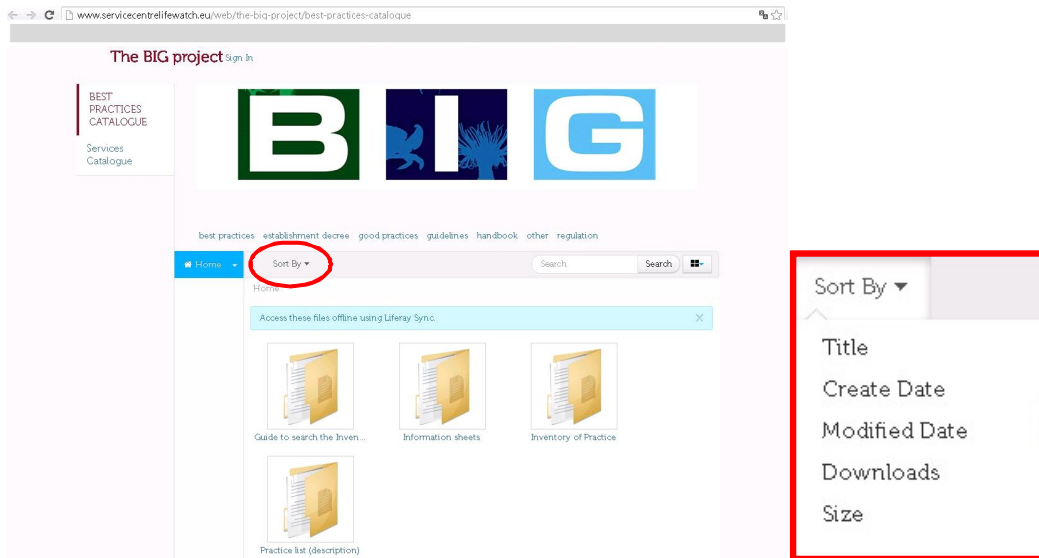 www.servicecentrelifewatch.eu/web/the-big-project/best-practices-catalogue
The BIG project Sign In
BEST
PRACTICES
CATALOGUE
Services
Catalogue
BIG
best practices establishment decree good practices guidelines handbook other regulation
Home Sort By Search Search
Home
Access these files offline using Liferay Sync. X
Guide to search the Inven... Information sheets Inventory of Practice
Practice list (description)
Sort By
Title
Create Date
Modified Date
Downloads
Size